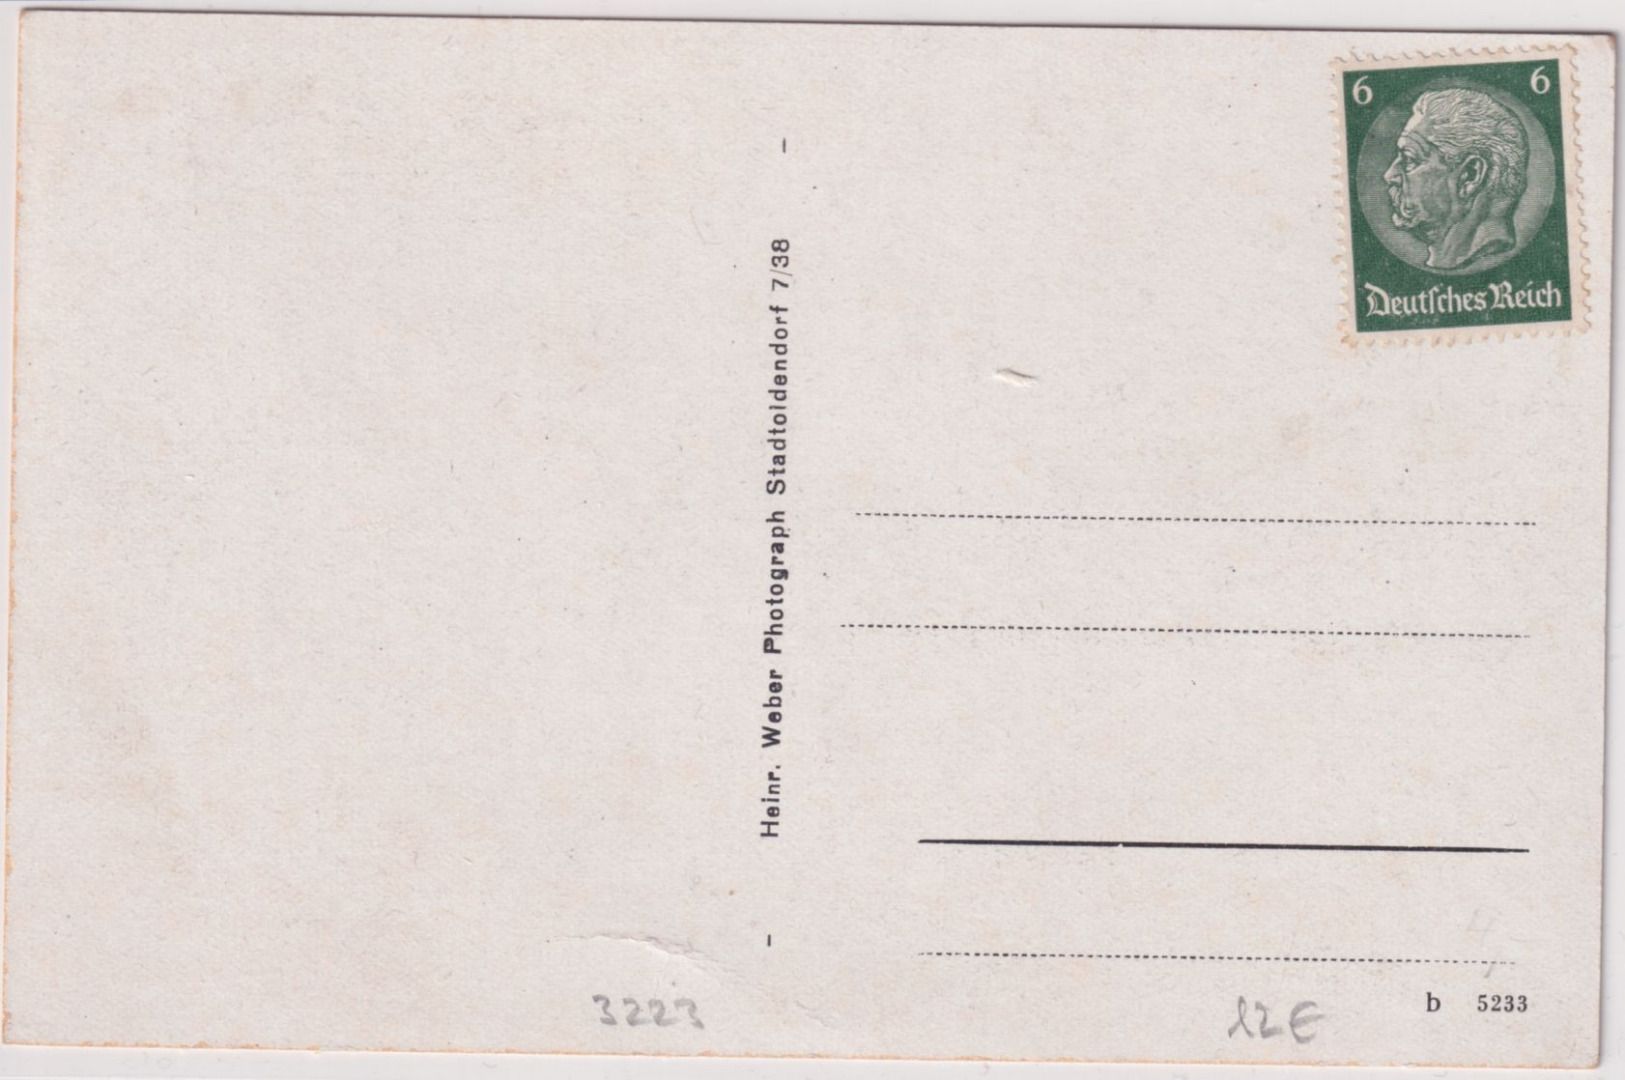 6 6
Deutſches Reich
Heinr. Weber Photograph Stadtoldendorf 7/38
3223
12€
b 5233